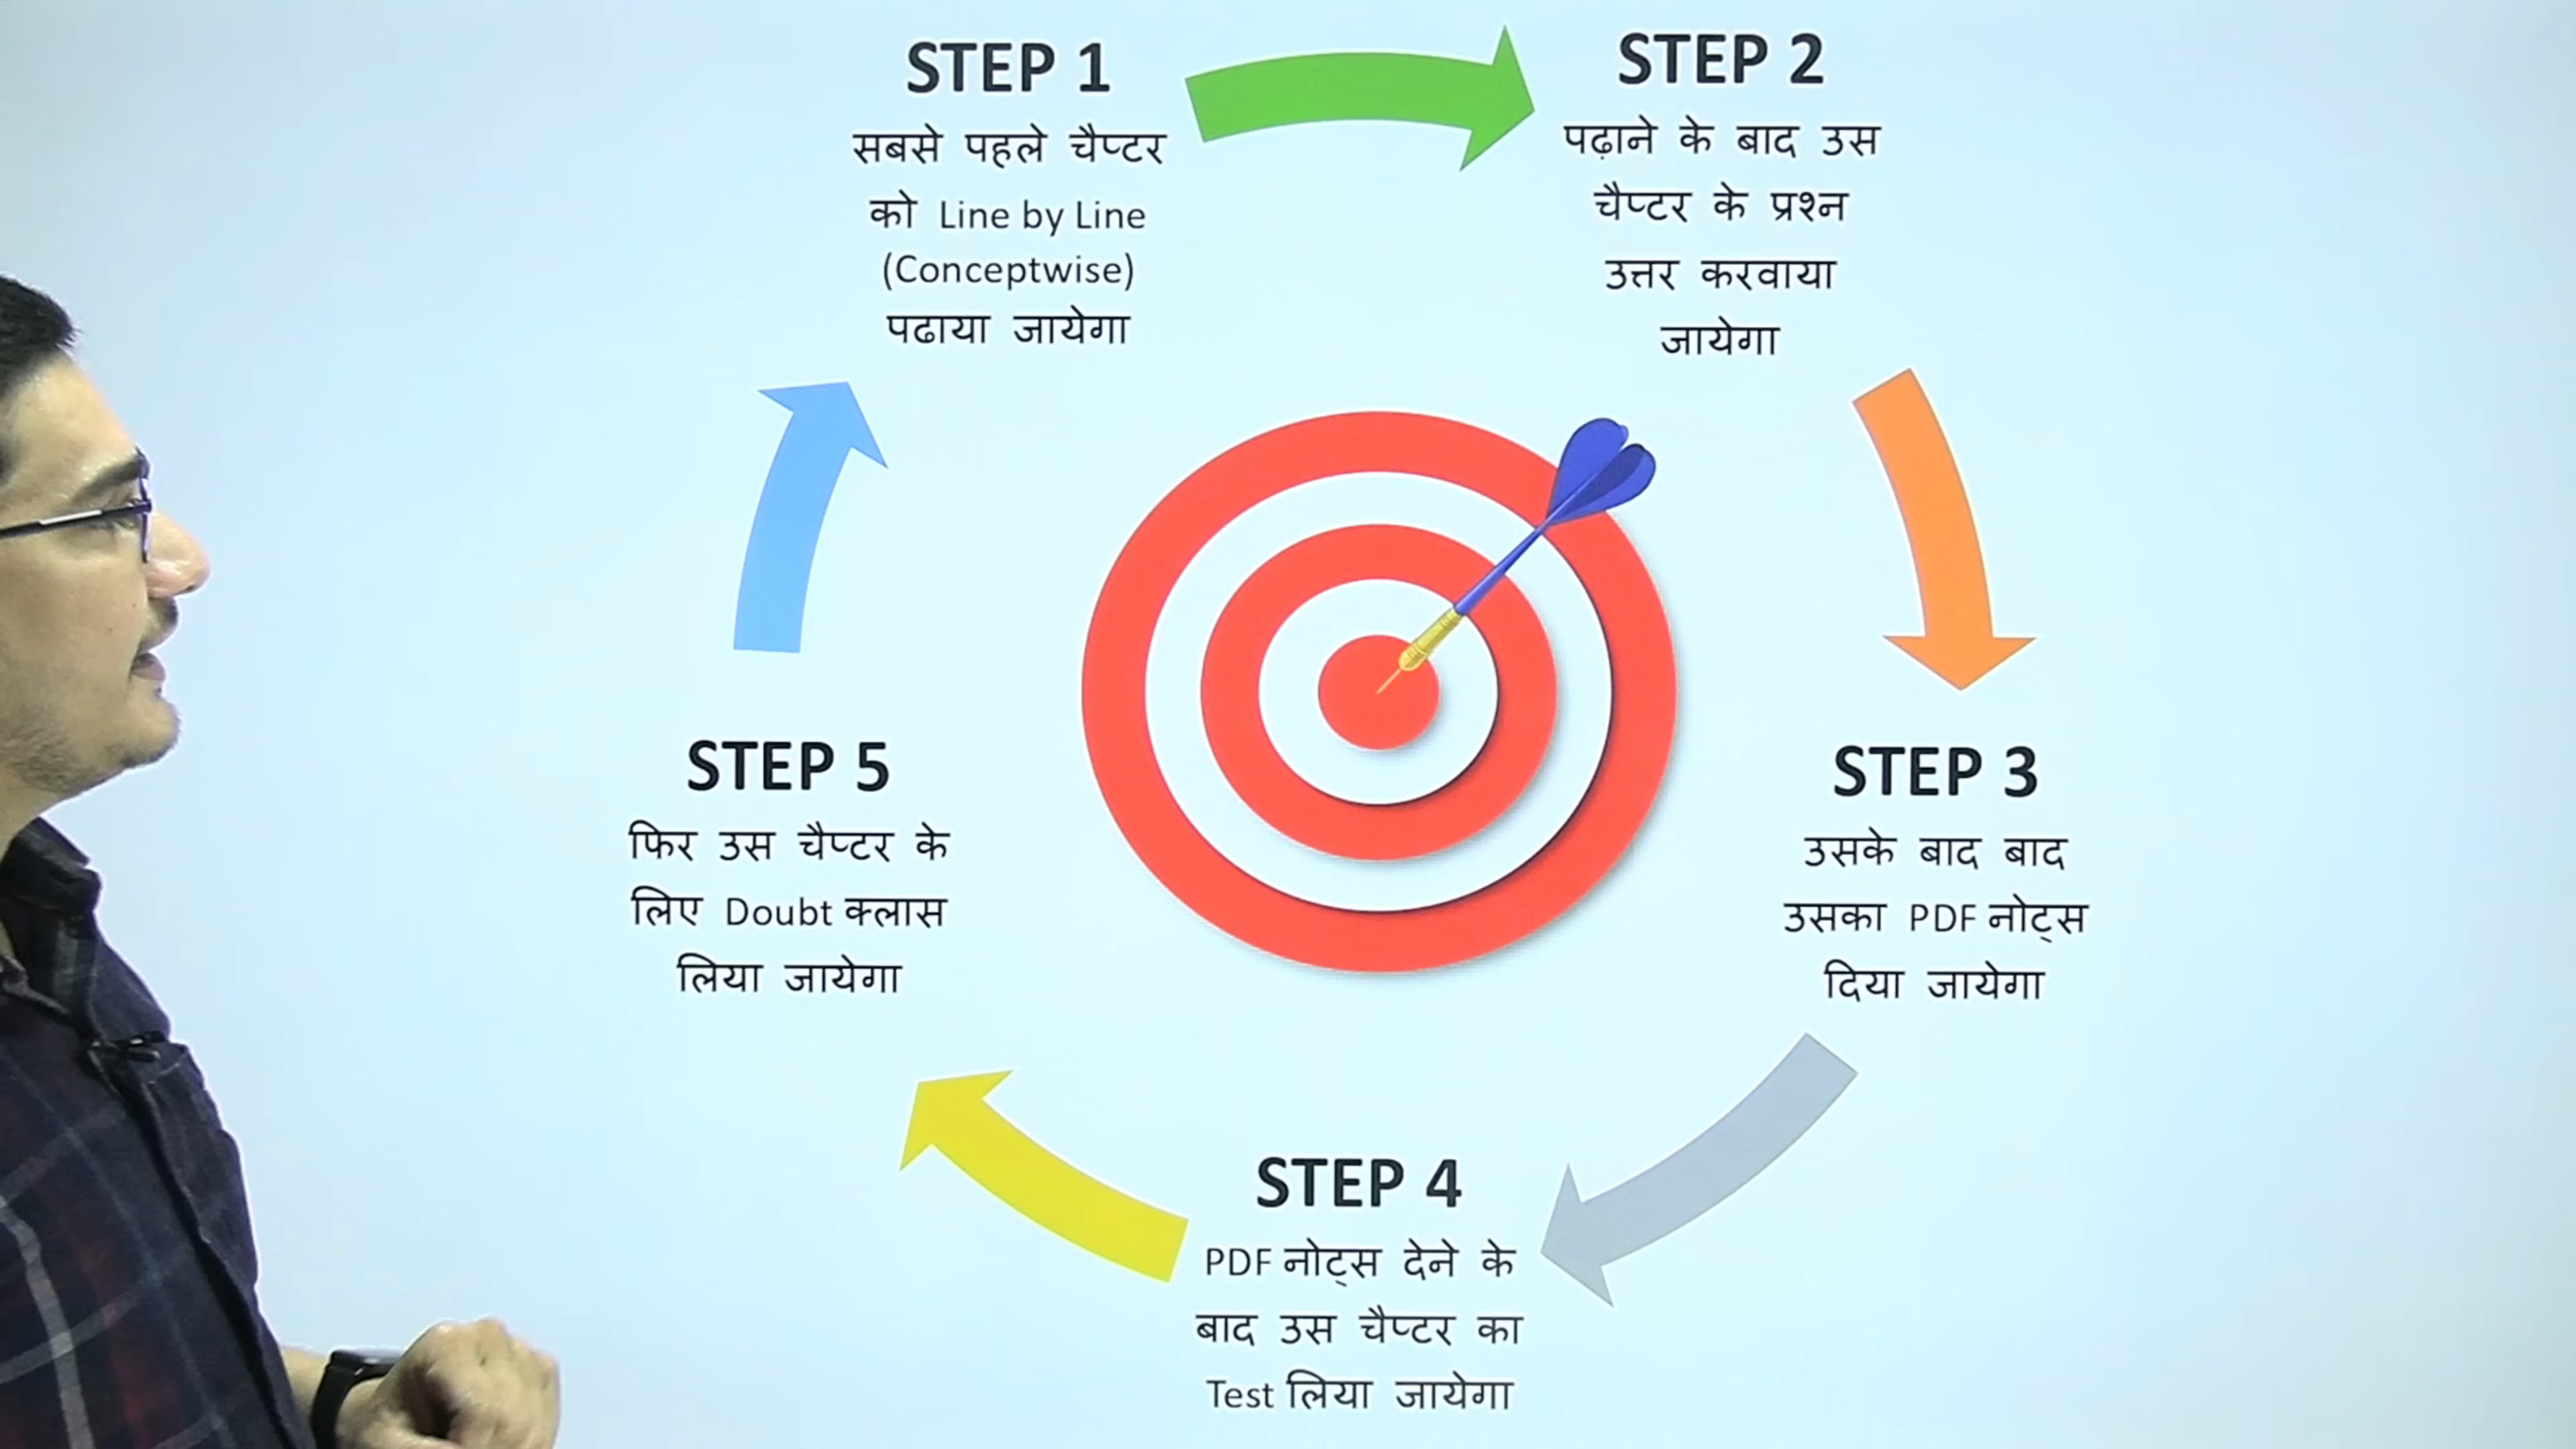 STEP 1
सबसे पहले चैप्टर
को Line by Line
(Conceptwise)
पढाया जायेगा
STEP 2
पढ़ाने के बाद उस
चैप्टर के प्रश्न
उत्तर करवाया
जायेगा
STEP 3
उसके बाद बाद
उसका PDF नोट्स
दिया जायेगा
STEP 4
PDF नोट्स देने के
बाद उस चैप्टर का
Test लिया जायेगा
STEP 5
फिर उस चैप्टर के
लिए Doubt क्लास
लिया जायेगा